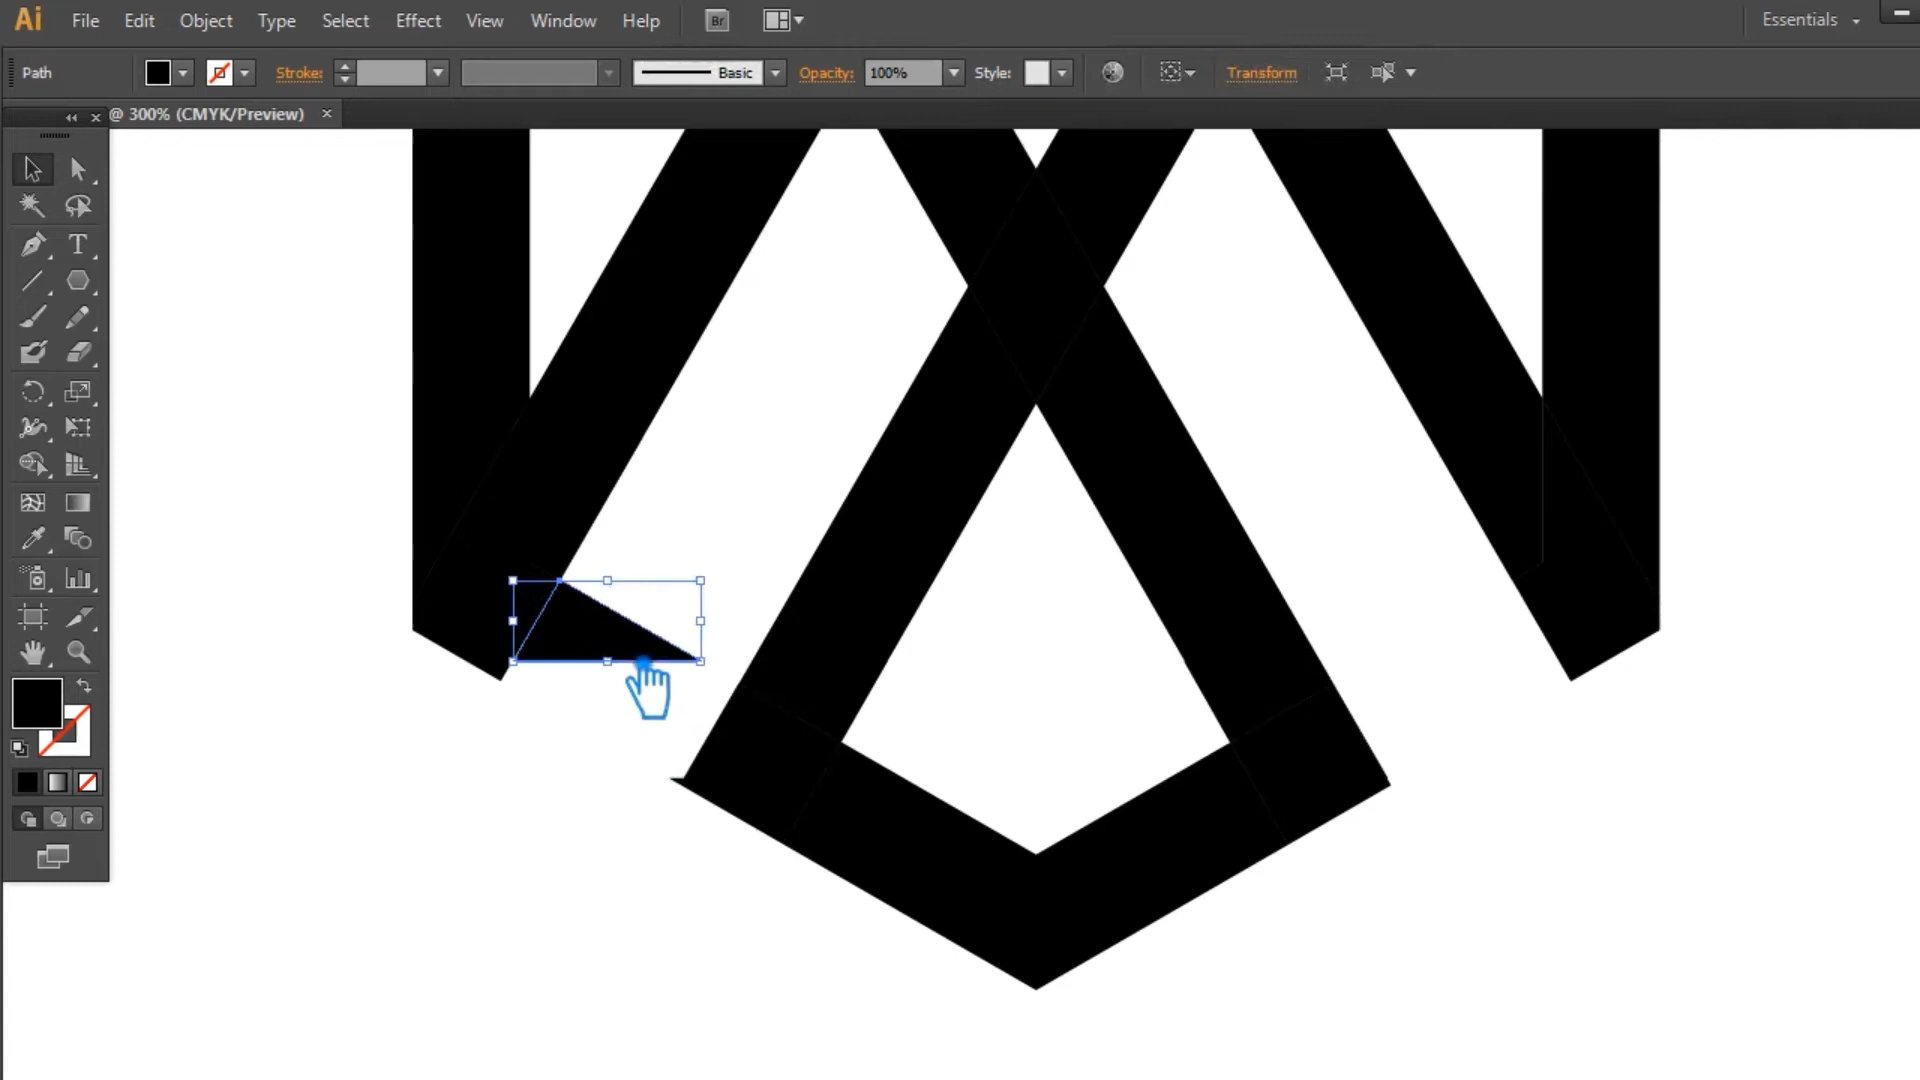 Ai File Edit Object Type Select Effect View Window Help Br Essentials
Path Stroke: Basic Opacity: 100% Style: Transform
@ 300% (CMYK/Preview) ×
T